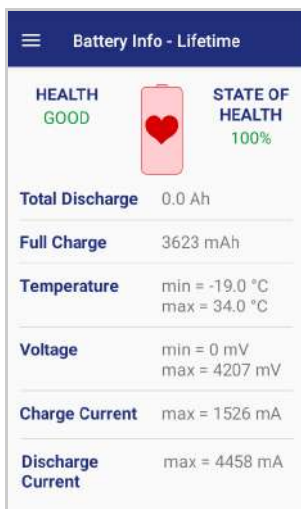 Battery Info - Lifetime
HEALTH
GOOD
STATE OF
HEALTH
100%
Total Discharge 0.0 Ah
Full Charge 3623 mAh
Temperature min = -19.0 °C
max = 34.0 °C
Voltage min = 0 mV
max = 4207 mV
Charge Current max = 1526 mA
Discharge max = 4458 mA
Current